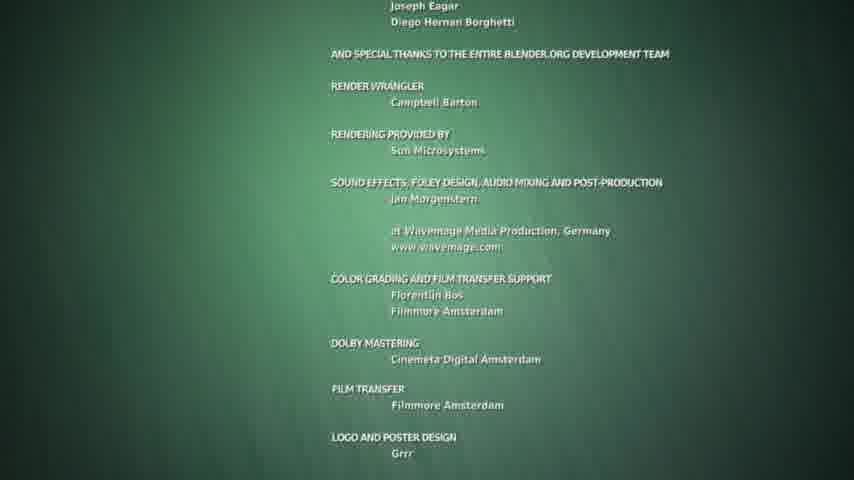 Joseph Eagar
Diego Hernan Borghetti
AND SPECIAL THANKS TO THE ENTIRE BLENDER.ORG DEVELOPMENT TEAM
RENDER WRANGLER
Campbell Barton
RENDERING PROVIDED BY
Sun Microsystems
SOUND EFFECTS, FOLEY DESIGN, AUDIO MIXING AND POST-PRODUCTION
Jan Morgenstern
at Wavemage Media Production, Germany
www.wavemage.com
COLOR GRADING AND FILM TRANSFER SUPPORT
Florentijn Bos
Filmmore Amsterdam
DOLBY MASTERING
Cinemeta Digital Amsterdam
FILM TRANSFER
Filmmore Amsterdam
LOGO AND POSTER DESIGN
Grrr